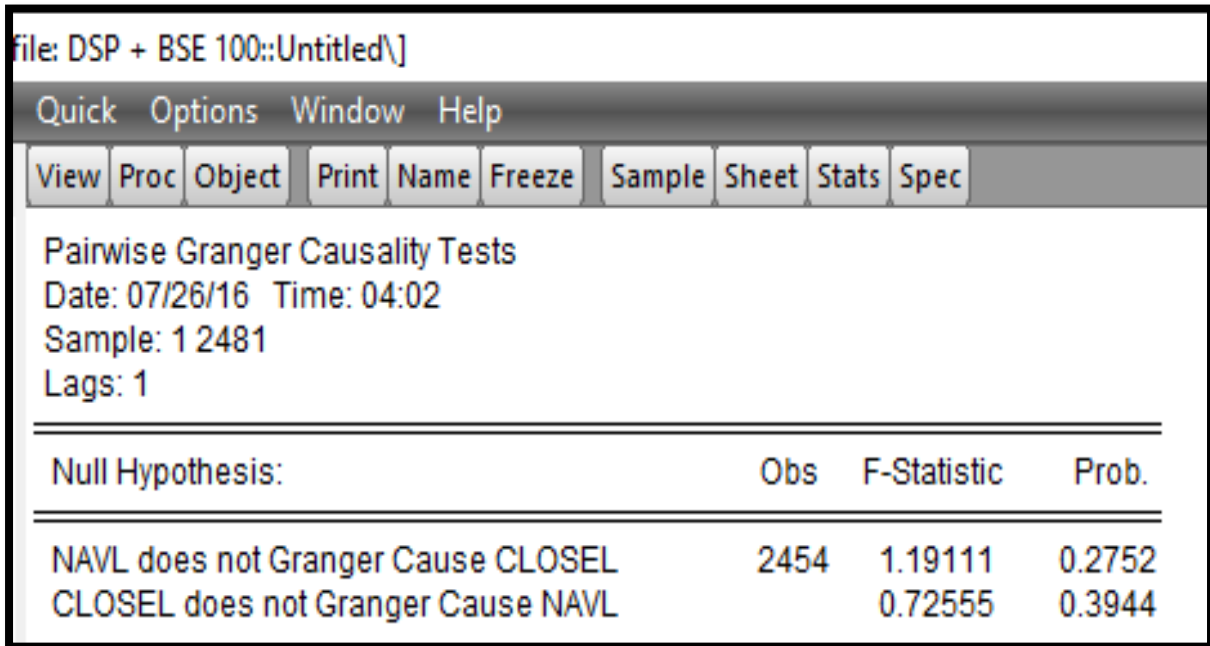 file: DSP + BSE 100::Untitled\]
Quick Options Window Help
View Proc Object Print Name Freeze Sample Sheet Stats Spec
Pairwise Granger Causality Tests
Date: 07/26/16 Time: 04:02
Sample: 1 2481
Lags: 1
Null Hypothesis: Obs F-Statistic Prob.
NAVL does not Granger Cause CLOSEL 2454 1.19111 0.2752
CLOSEL does not Granger Cause NAVL 0.72555 0.3944